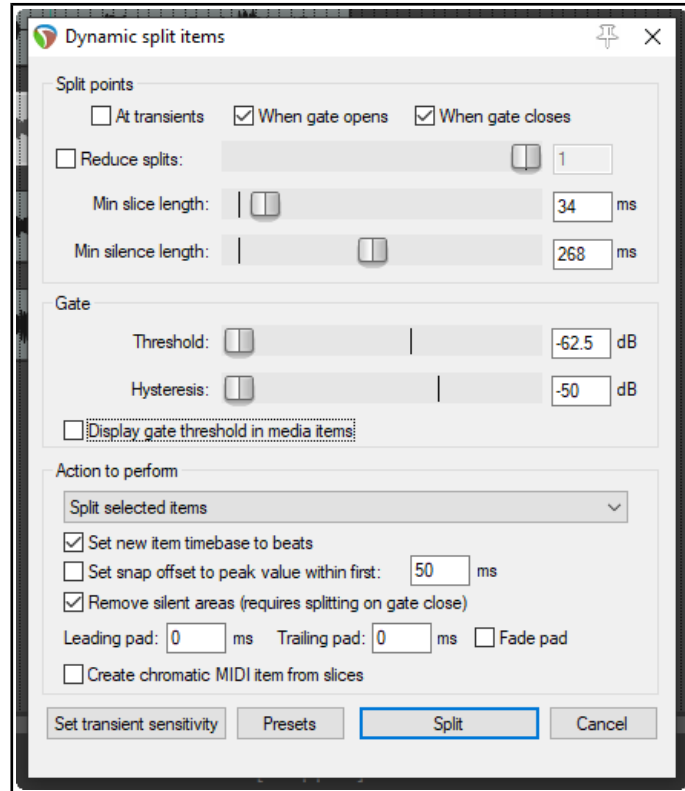 Dynamic split items
Split points
At transients When gate opens When gate closes
Reduce splits: 1
Min slice length: 34 ms
Min silence length: 268 ms
Gate
Threshold: -62.5 dB
Hysteresis: -50 dB
Display gate threshold in media items
Action to perform
Split selected items
Set new item timebase to beats
Set snap offset to peak value within first: 50 ms
Remove silent areas (requires splitting on gate close)
Leading pad: 0 ms Trailing pad: 0 ms Fade pad
Create chromatic MIDI item from slices
Set transient sensitivity Presets Split Cancel